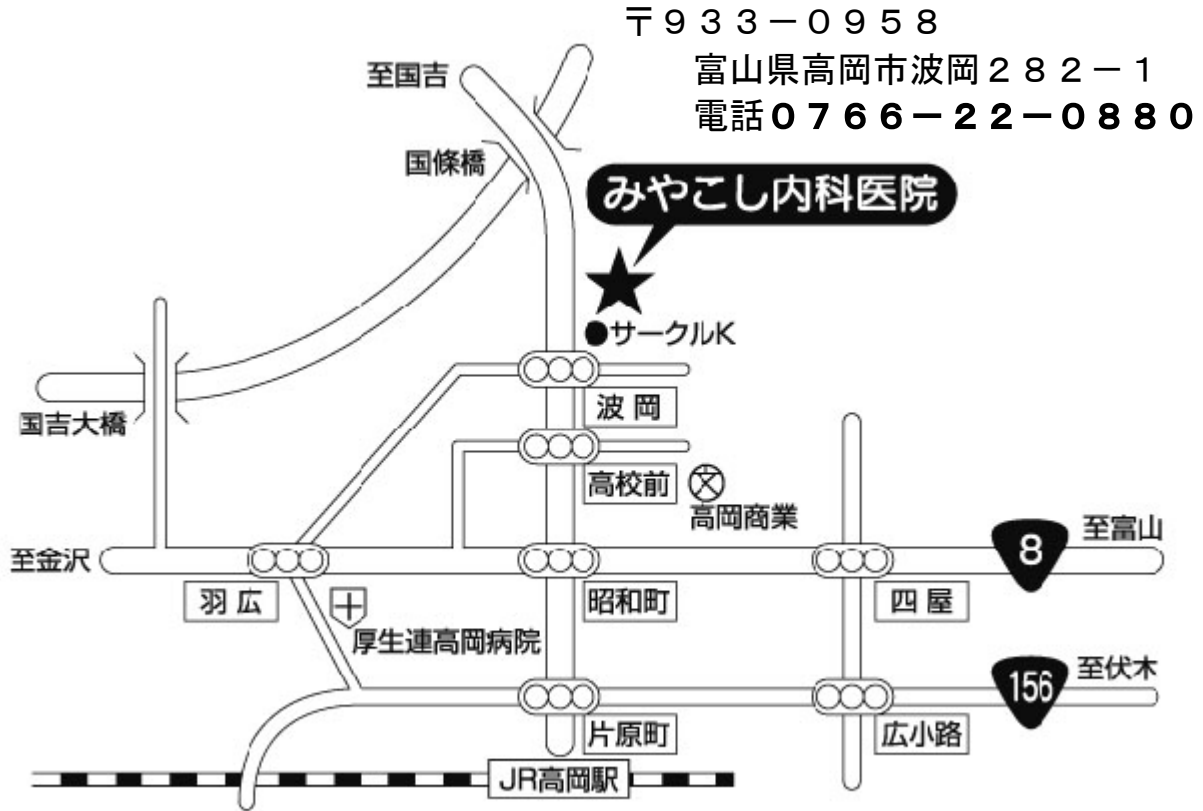 〒９３３－０９５８
富山県高岡市波岡２８２－１
電話０７６６－２２－０８８０
至国吉
国條橋
みやこし内科医院
●サークルK
波岡
国吉大橋
高校前
文
高岡商業
至金沢
8
至富山
羽広
昭和町
四屋
厚生連高岡病院
156
至伏木
片原町
広小路
JR高岡駅